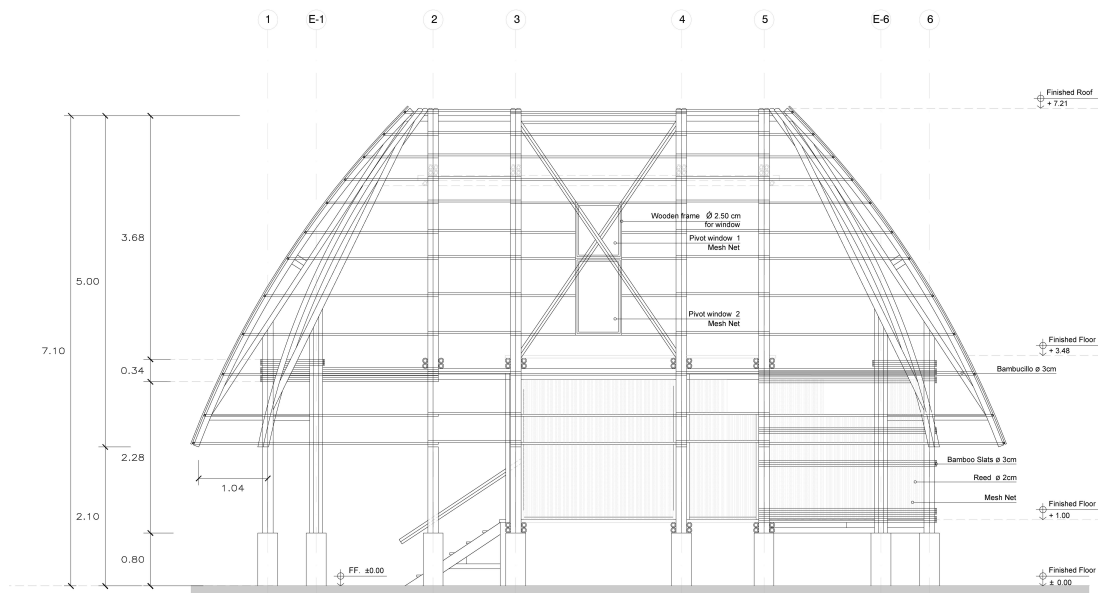 1 E-1 2 3 4 5 E-6 6
Finished Roof
+ 7.21
Wooden frame Ø 2.50 cm
for window
Pivot window 1
Mesh Net
3.68
5.00
Pivot window 2
Mesh Net
7.10
Finished Floor
+ 3.48
0.34
Bambucillo ø 3cm
2.28
Bamboo Slats ø 3cm
1.04
Reed ø 2cm
Mesh Net
2.10
Finished Floor
+ 1.00
0.80
FF. ±0.00
Finished Floor
± 0.00